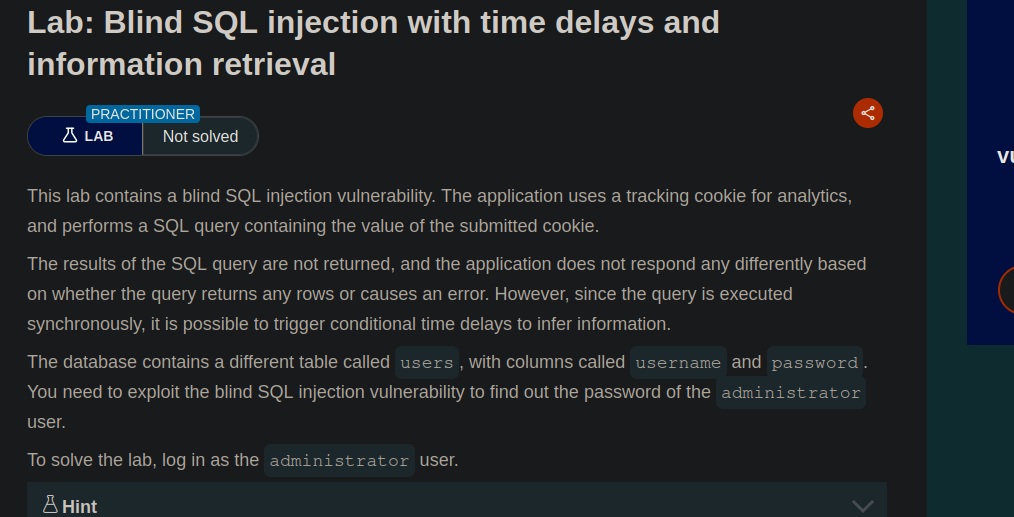 Lab: Blind SQL injection with time delays and
information retrieval
PRACTITIONER
LAB
Not solved
This lab contains a blind SQL injection vulnerability. The application uses a tracking cookie for analytics,
and performs a SQL query containing the value of the submitted cookie.
The results of the SQL query are not returned, and the application does not respond any differently based
on whether the query returns any rows or causes an error. However, since the query is executed
synchronously, it is possible to trigger conditional time delays to infer information.
The database contains a different table called users, with columns called username and password.
You need to exploit the blind SQL injection vulnerability to find out the password of the administrator
user.
To solve the lab, log in as the administrator user.
Hint